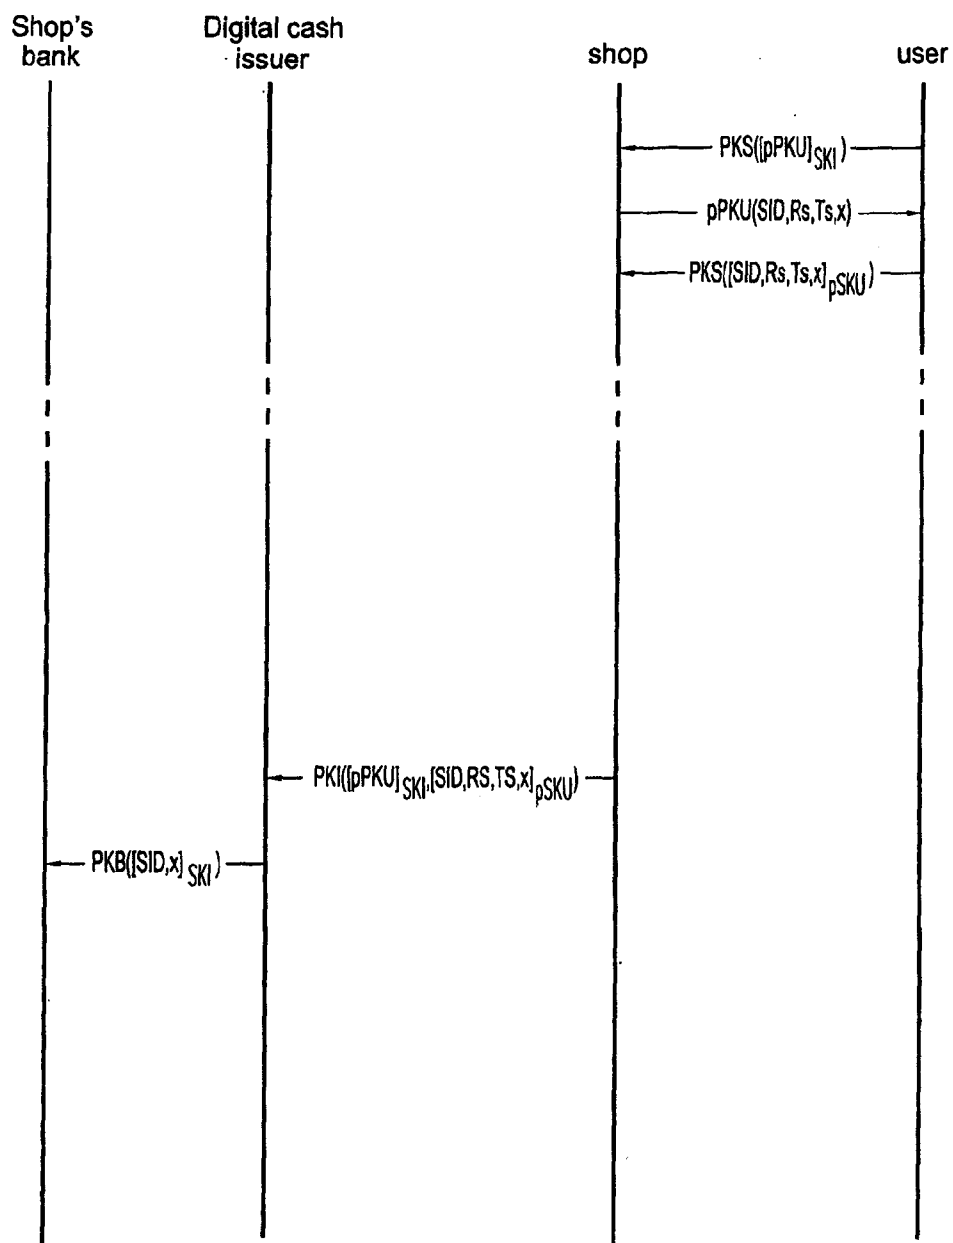 Shop's
bank
Digital cash
issuer
shop
user
PKS([pPKU]SKI)
pPKU(SID,Rs,Ts,x)
PKS([SID,Rs,Ts,x]pSKU)
PKI([pPKU]SKI,[SID,RS,TS,x]pSKU)
PKB([SID,x]SKI)